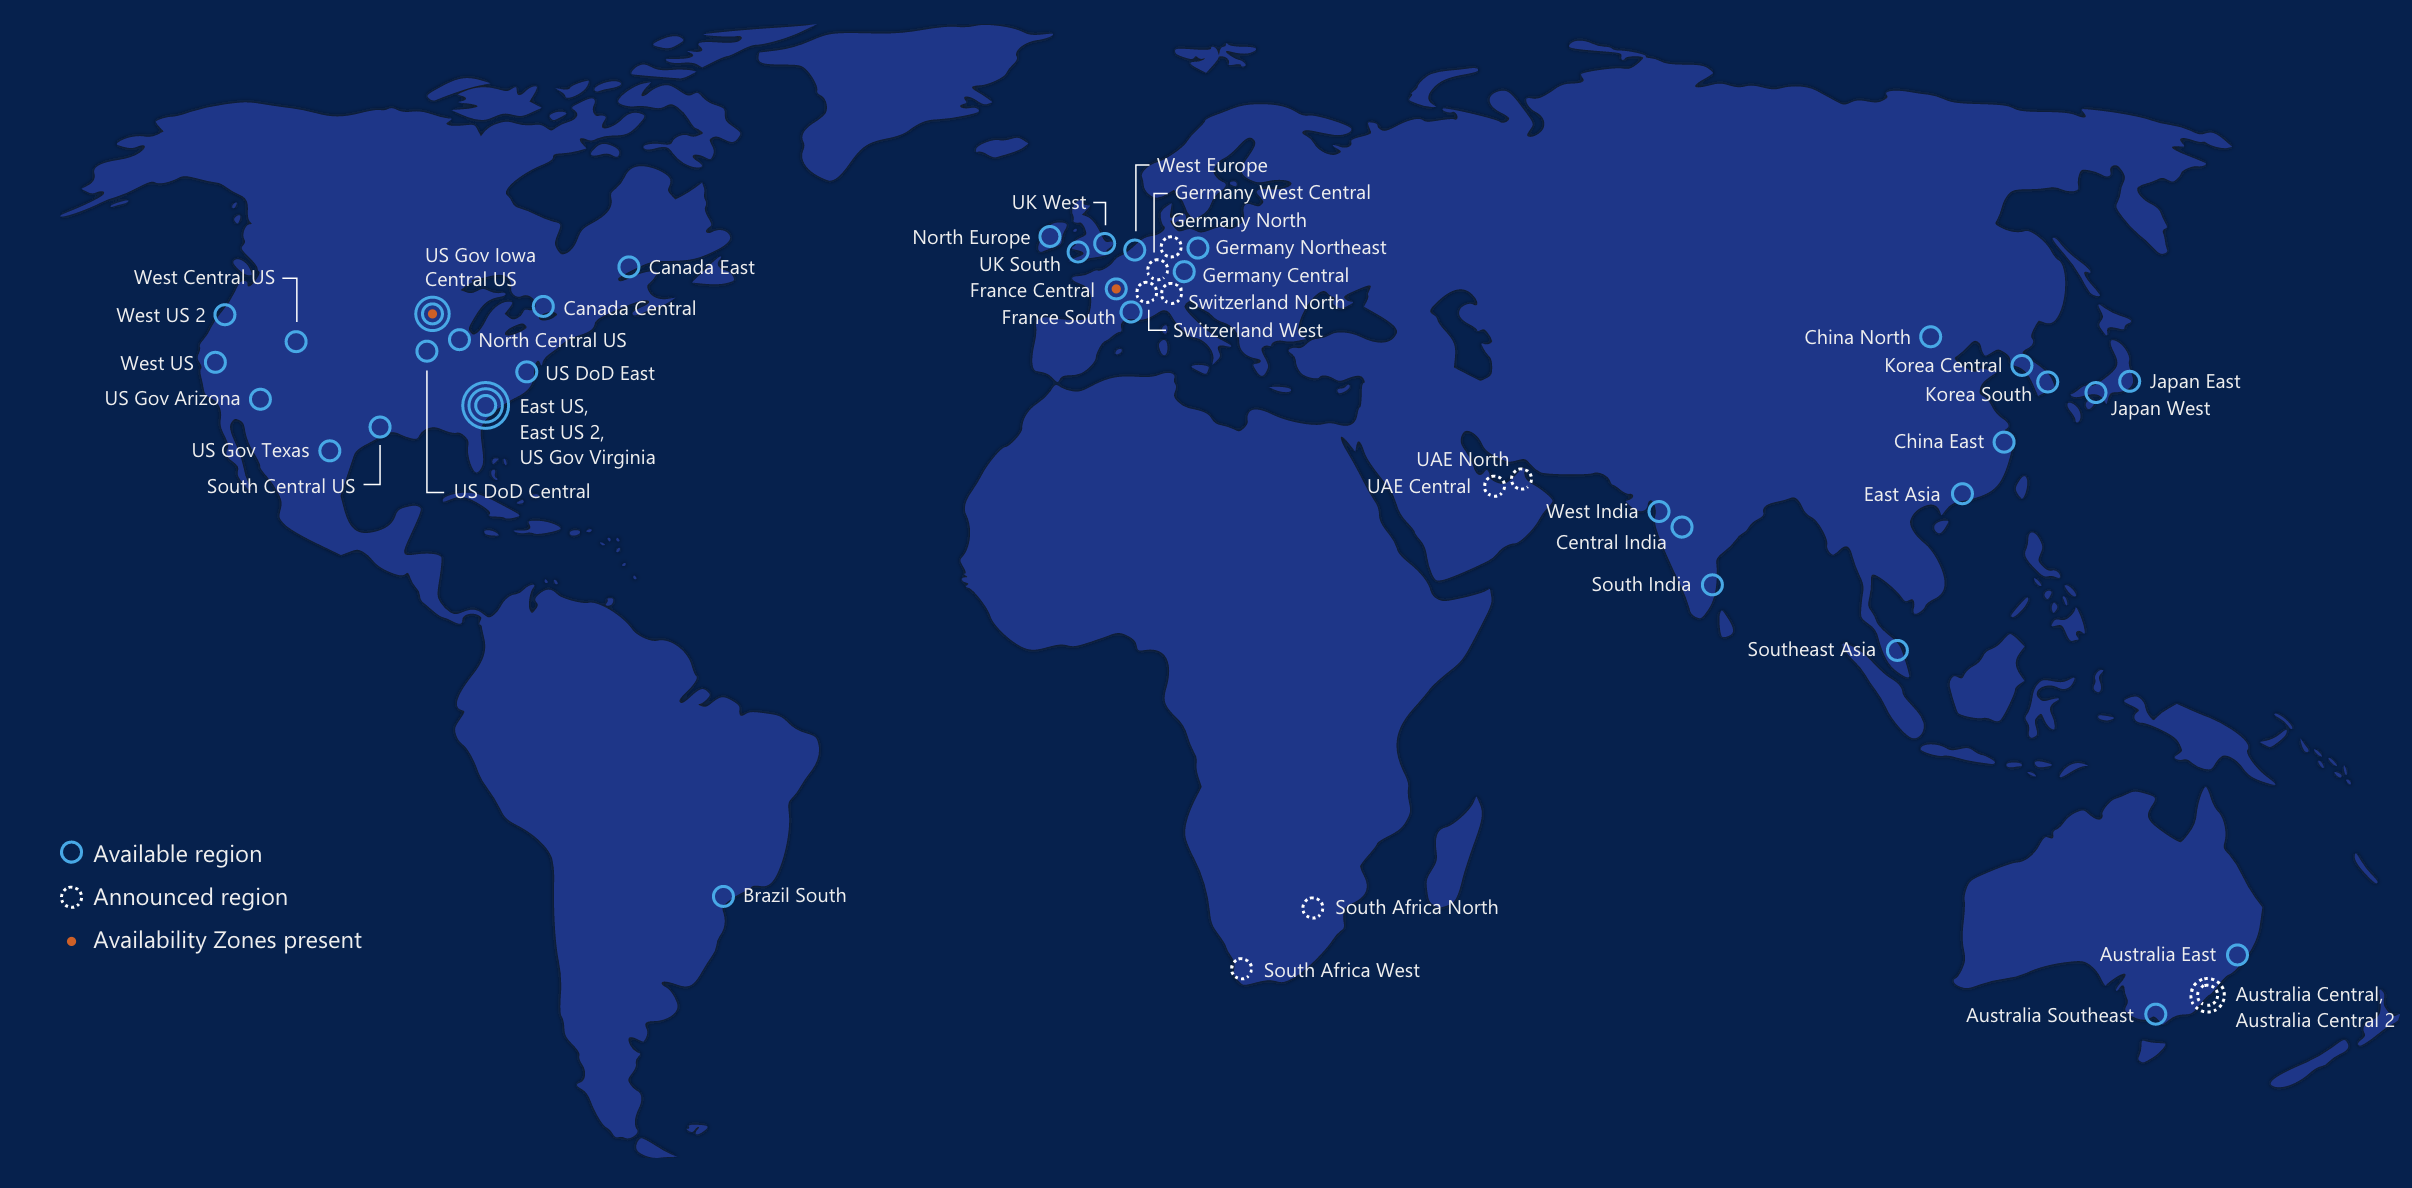 West Europe
Germany West Central
UK West
Germany North
North Europe
Germany Northeast
UK South
Germany Central
France Central
Switzerland North
France South
Switzerland West
US Gov Iowa
Central US
Canada East
West Central US
Canada Central
West US 2
North Central US
West US
US DoD East
US Gov Arizona
East US,
East US 2,
US Gov Virginia
US Gov Texas
South Central US
US DoD Central
China North
Korea Central
Korea South
Japan East
Japan West
China East
UAE North
UAE Central
East Asia
West India
Central India
South India
Southeast Asia
Available region
Announced region
Availability Zones present
Brazil South
South Africa North
South Africa West
Australia East
Australia Central,
Australia Central 2
Australia Southeast